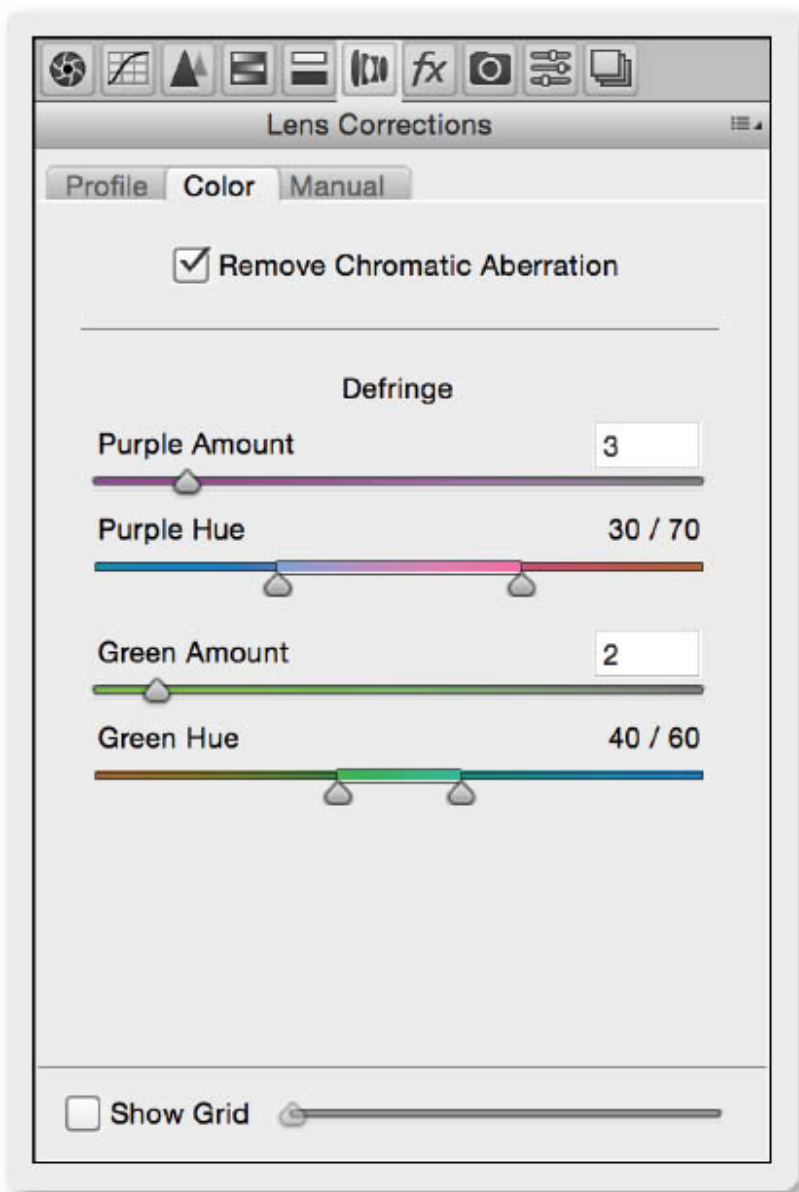 fx
Lens Corrections
Profile Color Manual
Remove Chromatic Aberration
Defringe
Purple Amount 3
Purple Hue 30 / 70
Green Amount 2
Green Hue 40 / 60
Show Grid